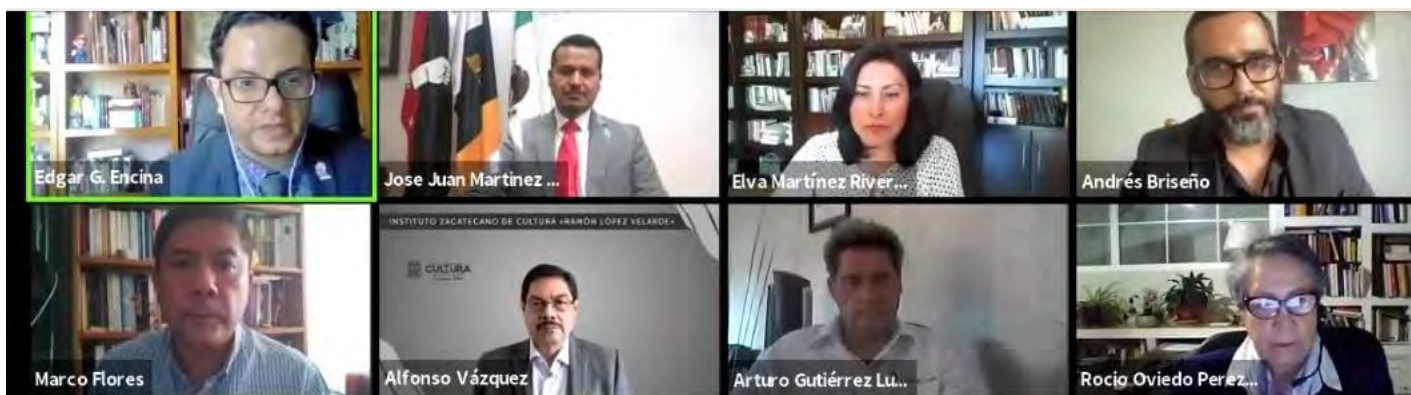 Edgar G. Encina
Jose Juan Martinez ...
Elva Martínez River...
Andrés Briseño
INSTITUTO ZACATECANO DE CULTURA «RAMÓN LÓPEZ VELARDE»
CULTURA
Marco Flores
Alfonso Vázquez
Arturo Gutiérrez Lu...
Rocio Oviedo Perez...